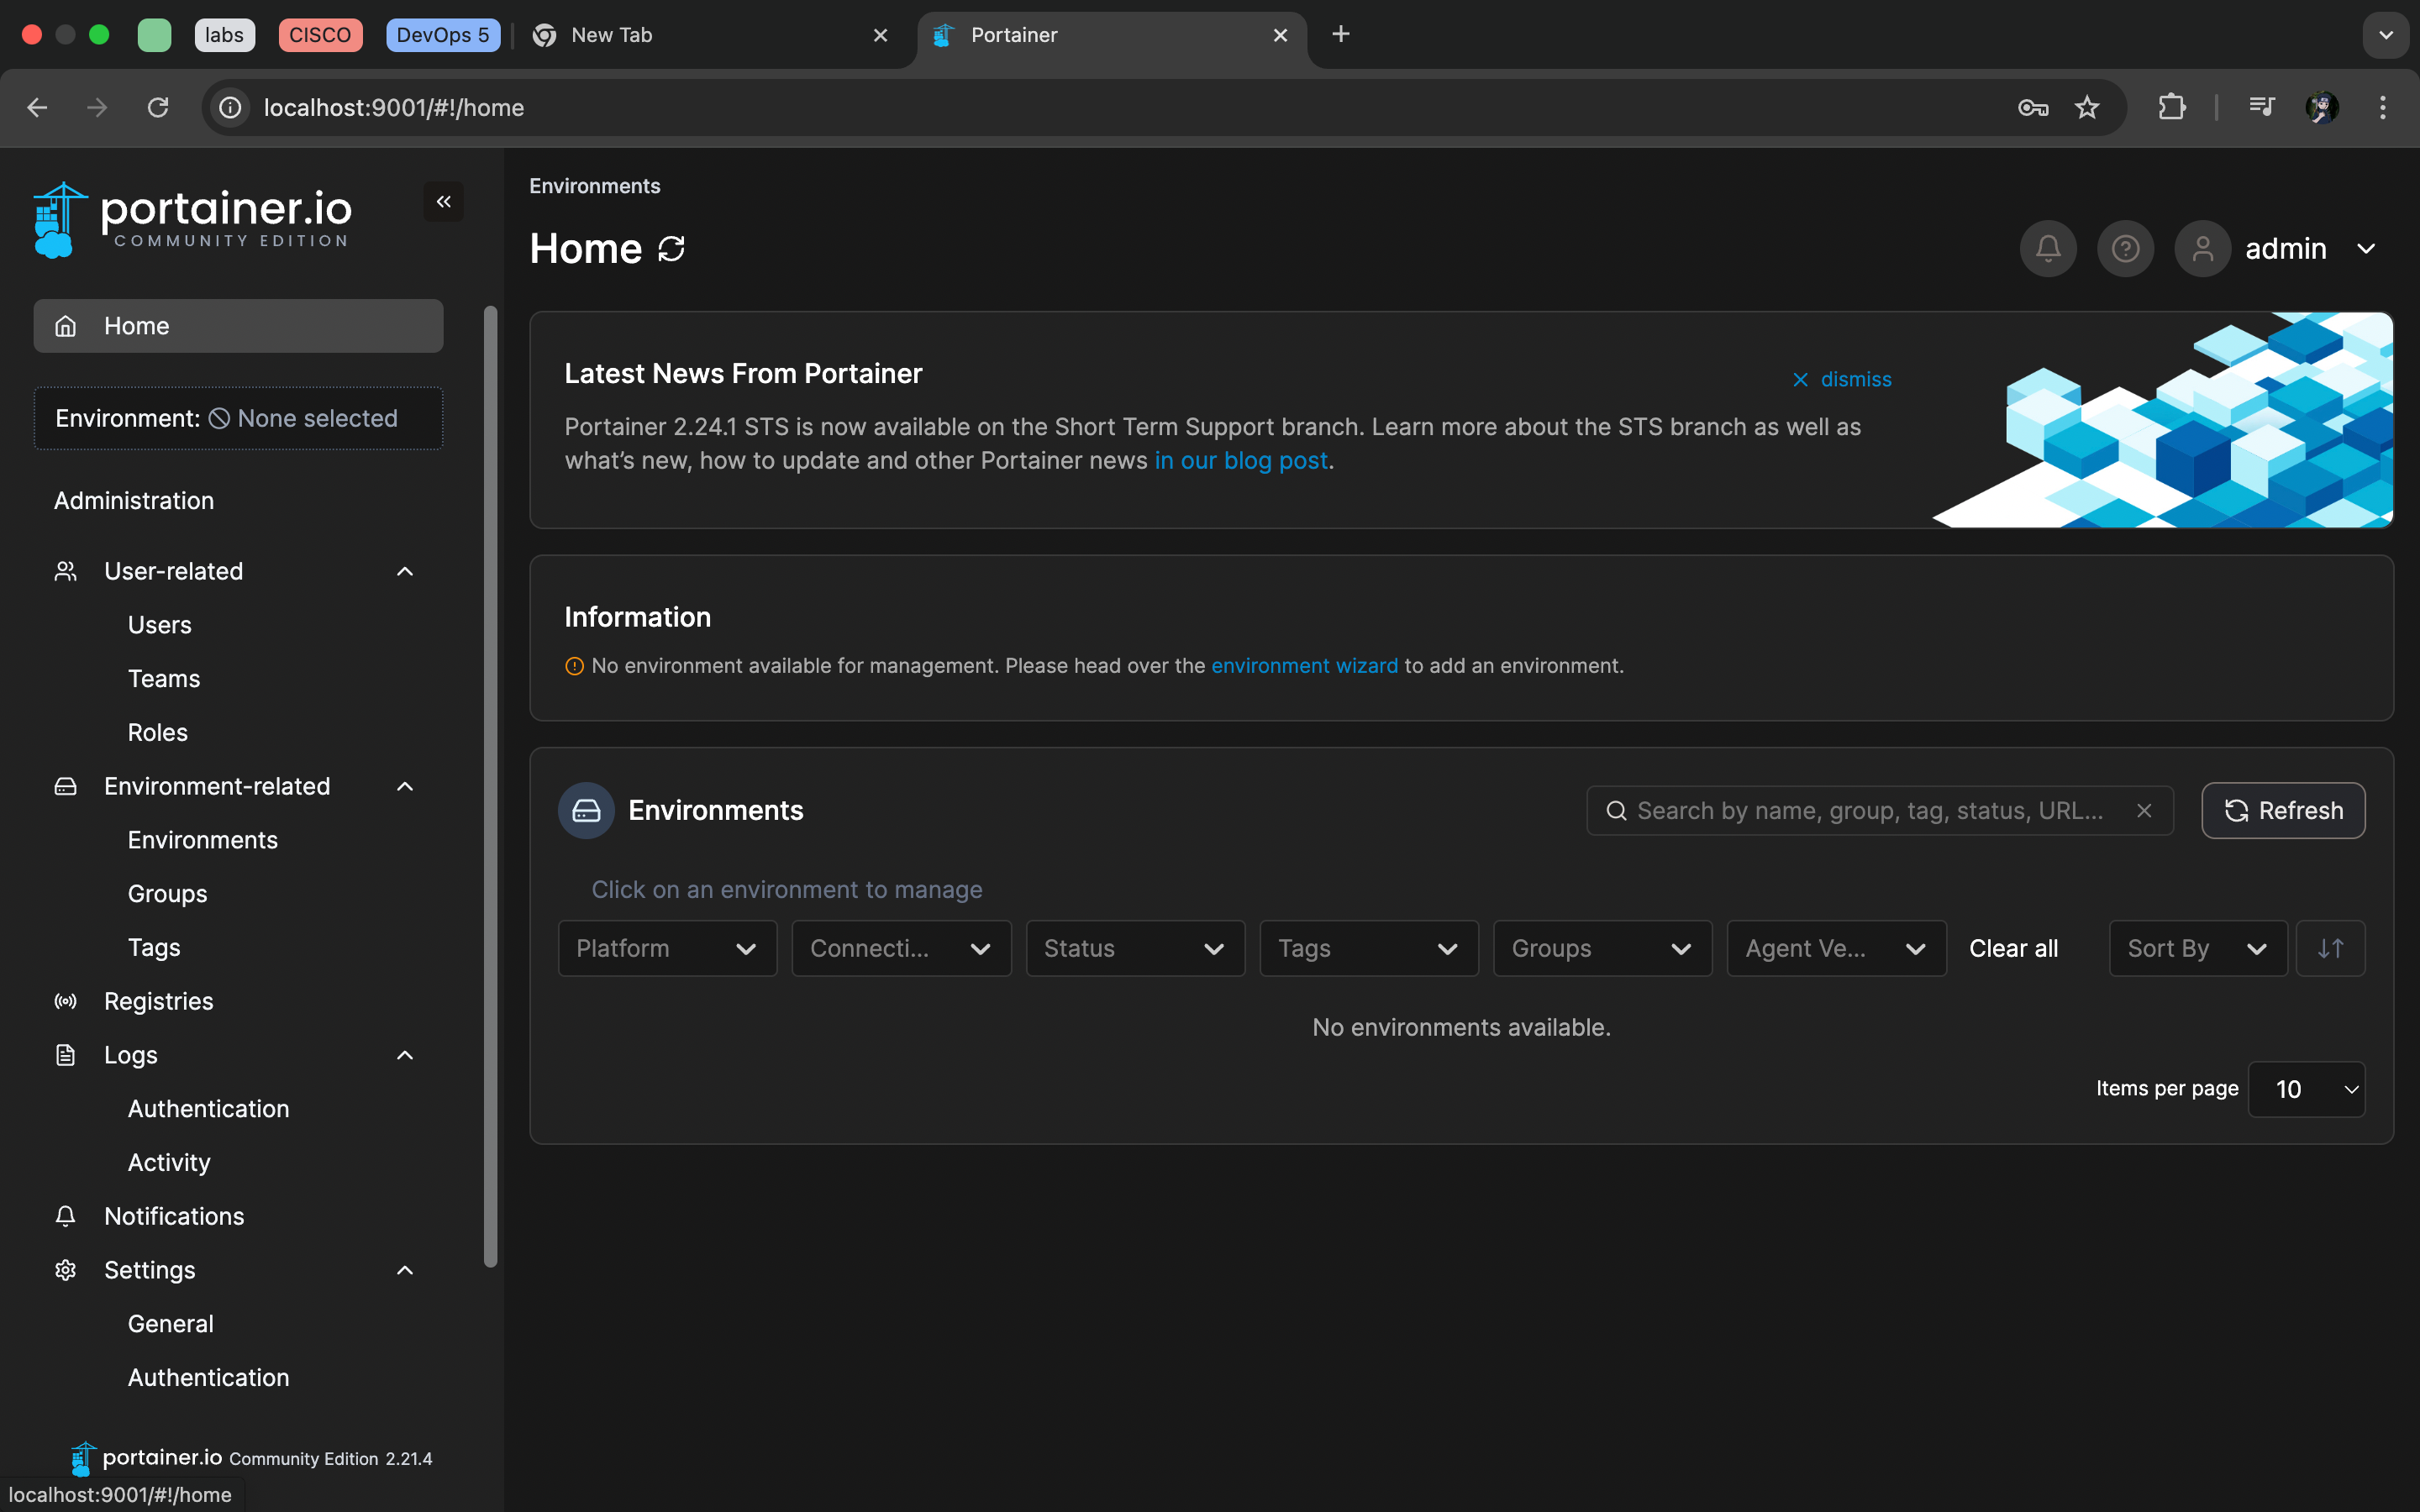 labs
CISCO
DevOps 5
New Tab
Portainer
localhost:9001/#!/home
portainer.io
COMMUNITY EDITION
Home
Environment: None selected
Administration
User-related
Users
Teams
Roles
Environment-related
Environments
Groups
Tags
Registries
Logs
Authentication
Activity
Notifications
Settings
General
Authentication
portainer.io Community Edition 2.21.4
localhost:9001/#!/home
Environments
Home
admin
Latest News From Portainer
dismiss
Portainer 2.24.1 STS is now available on the Short Term Support branch. Learn more about the STS branch as well as
what’s new, how to update and other Portainer news in our blog post.
Information
No environment available for management. Please head over the environment wizard to add an environment.
Environments
Search by name, group, tag, status, URL...
Refresh
Click on an environment to manage
Platform
Connecti...
Status
Tags
Groups
Agent Ve...
Clear all
Sort By
No environments available.
Items per page
10